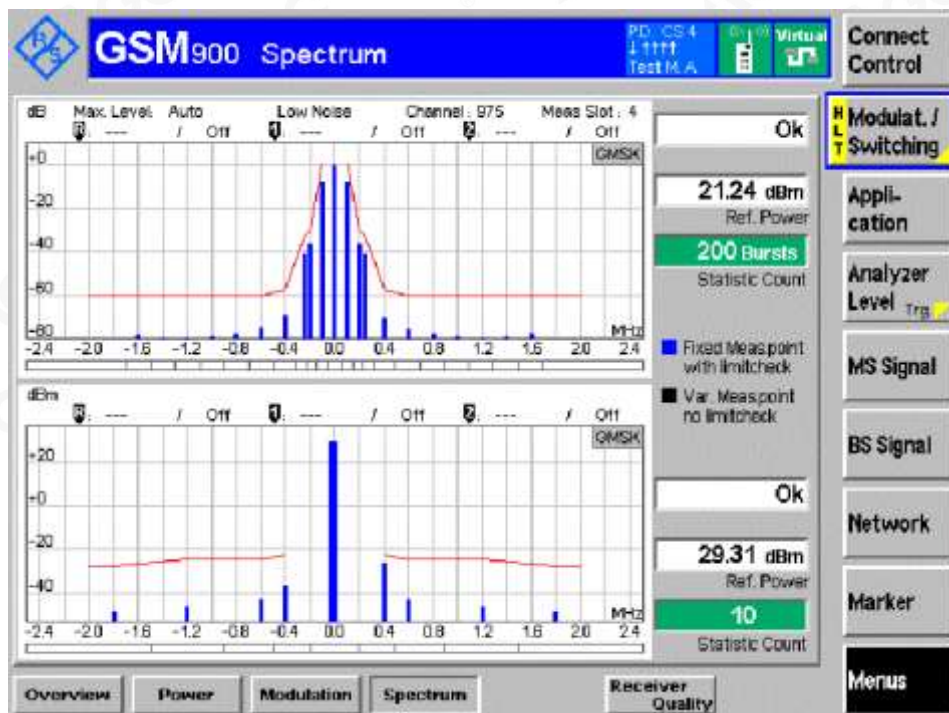 GSM900 Spectrum
PD CS4
↓↑↑↑↑
Test M. A.
Virtual
Connect Control
dB Max. Level: Auto Low Noise Channel: 975 Meas Slot: 4
R: --- / Off 1: --- / Off 2: --- / Off
GMSK
+0
-20
-40
-60
-80
MHz
-2.4 -2.0 -1.6 -1.2 -0.8 -0.4 0.0 0.4 0.8 1.2 1.6 2.0 2.4
Ok
21.24 dBm
Ref. Power
200 Bursts
Statistic Count
Fixed Meas.point
with limitcheck
Var. Meas.point
no limitcheck
dBm
R: --- / Off 1: --- / Off 2: --- / Off
GMSK
+20
+0
-20
-40
MHz
-2.4 -2.0 -1.6 -1.2 -0.8 -0.4 0.0 0.4 0.8 1.2 1.6 2.0 2.4
Ok
29.31 dBm
Ref. Power
10
Statistic Count
HLT
Modulat. /
Switching
Appli-
cation
Analyzer
Level Trg
MS Signal
BS Signal
Network
Marker
Menus
Overview Power Modulation Spectrum Receiver
Quality